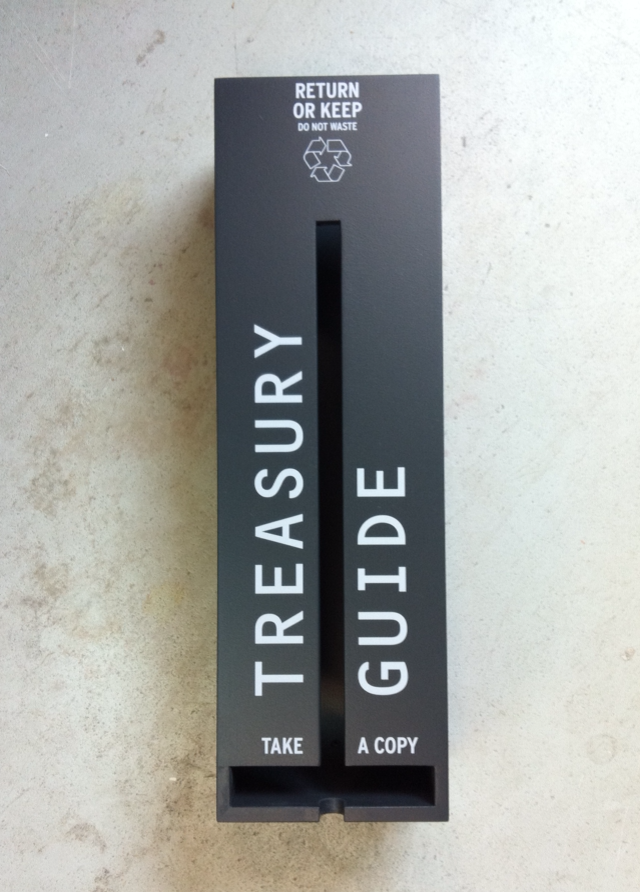 RETURN
OR KEEP
DO NOT WASTE
TREASURY
GUIDE
TAKE A COPY